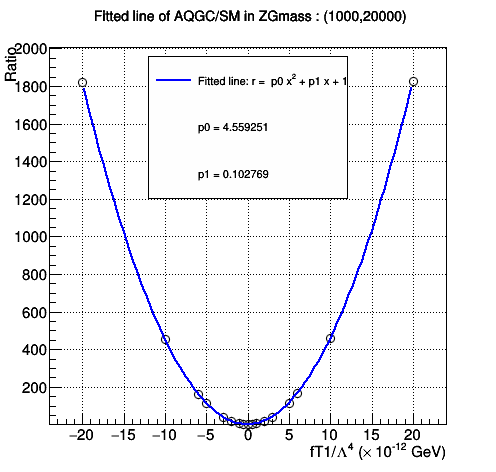 FItted line of AQGC/SM in ZGmass : (1000,20000)
Ratio
2000
1800
1600
1400
1200
1000
800
600
400
200
Fitted line: r = p0 x² + p1 x + 1
p0 = 4.559251
p1 = 0.102769
−20 −15 −10 −5 0 5 10 15 20
fT1/Λ⁴ (× 10⁻¹² GeV)